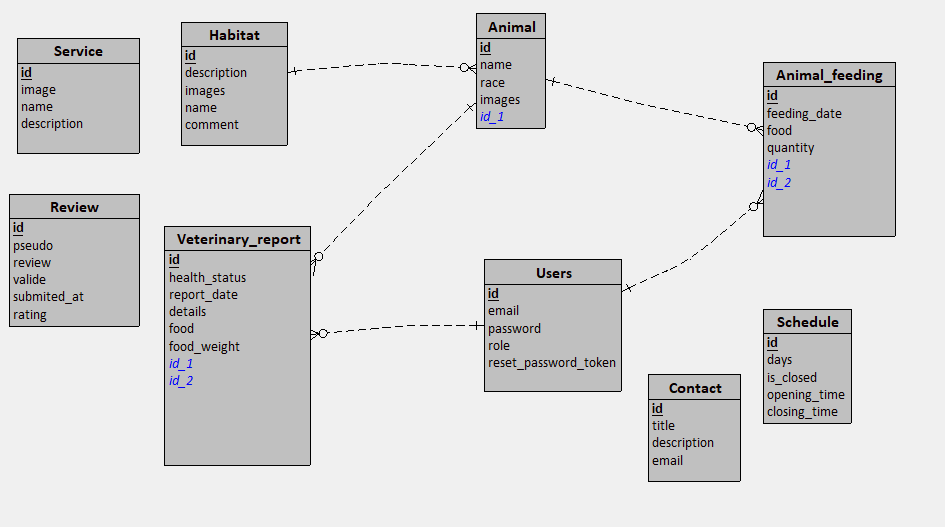 Service
id
image
name
description
Habitat
id
description
images
name
comment
Animal
id
name
race
images
id_1
Animal_feeding
id
feeding_date
food
quantity
id_1
id_2
Review
id
pseudo
review
valide
submited_at
rating
Veterinary_report
id
health_status
report_date
details
food
food_weight
id_1
id_2
Users
id
email
password
role
reset_password_token
Contact
id
title
description
email
Schedule
id
days
is_closed
opening_time
closing_time